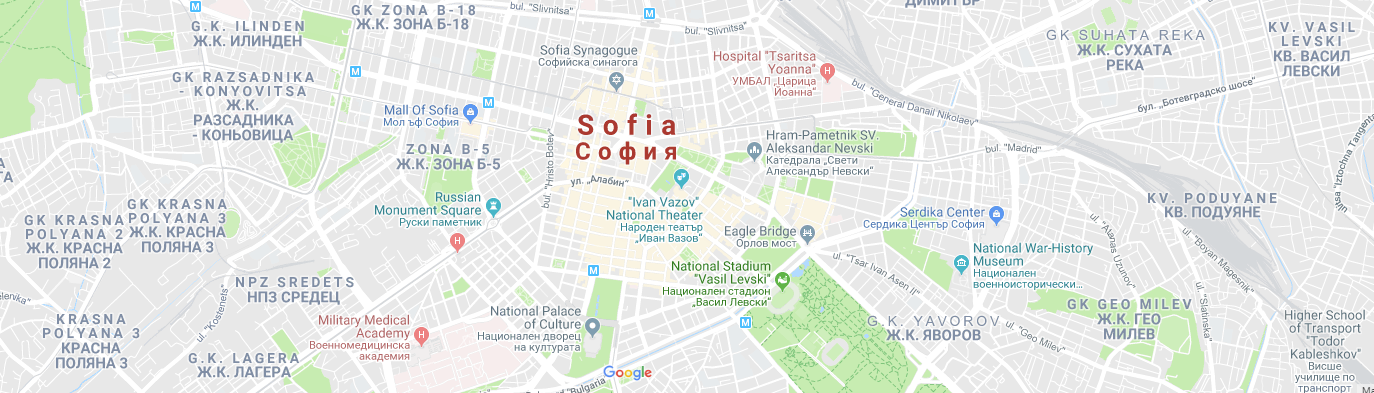 GK ZONA B-18
Ж.К. ЗОНА Б-18
bul. "Slivnitsa"
bul. "Slivnitsa"
ДИМИТЪР
G.K. ILINDEN
Ж.К. ИЛИНДЕН
GK SUHATA REKA
Ж.К. СУХАТА
РЕКА
KV. VASIL
LEVSKI
КВ. ВАСИЛ
ЛЕВСКИ
Sofia Synagogue
Софийска синагога
Hospital "Tsaritsa
Yoanna"
УМБАЛ „Царица
Йоанна"
GK RAZSADNIKA
- KONYOVITSA
Ж.К.
РАЗСАДНИКА
- КОНЬОВИЦА
bul. "General Danail Nikolaev"
бул. „Ботевградско шосе"
Mall Of Sofia
Мол ъф София
Sofia
София
ZONA B-5
Ж.К. ЗОНА Б-5
bul. "Hristo Botev"
ул. „Алабин"
Hram-Pametnik SV.
Aleksandar Nevski
Катедрала „Свети
Александър Невски"
bul. "Madrid"
bul. "Iztochna Tangenta
Russian
Monument Square
Руски паметник
"Ivan Vazov"
National Theater
Народен театър
„Иван Вазов"
KV. PODUYANE
КВ. ПОДУЯНЕ
GK KRASNA
POLYANA 3
Ж.К. КРАСНА
ПОЛЯНА 3
GK KRASNA
POLYANA 2
Ж.К. КРАСНА
ПОЛЯНА 2
Serdika Center
Сердика Център София
Eagle Bridge
Орлов мост
ul. "Tsar Ivan Asen II"
ul. "Atanas Uzunov"
ul. "Boyan Magesnik"
National War-History
Museum
Национален
военноисторически…
National Stadium
"Vasil Levski"
Национален стадион
„Васил Левски"
NPZ SREDETS
НПЗ СРЕДЕЦ
ul. "Kostenets"
GK GEO MILEV
Ж.К. ГЕО
МИЛЕВ
ul. "Slatinska"
KRASNA
POLYANA 3
КРАСНА
ПОЛЯНА 3
Military Medical
Academy
Военномедицинска
академия
National Palace
of Culture
Национален дворец
на културата
G.K. YAVOROV
Ж.К. ЯВОРОВ
ul. "Geo Milev"
Higher School
of Transport
"Todor
Kableshkov"
Висше
училище по
транспорт
G.K. LAGERA
Ж.К. ЛАГЕРА
Google
"Bulgaria
Ma